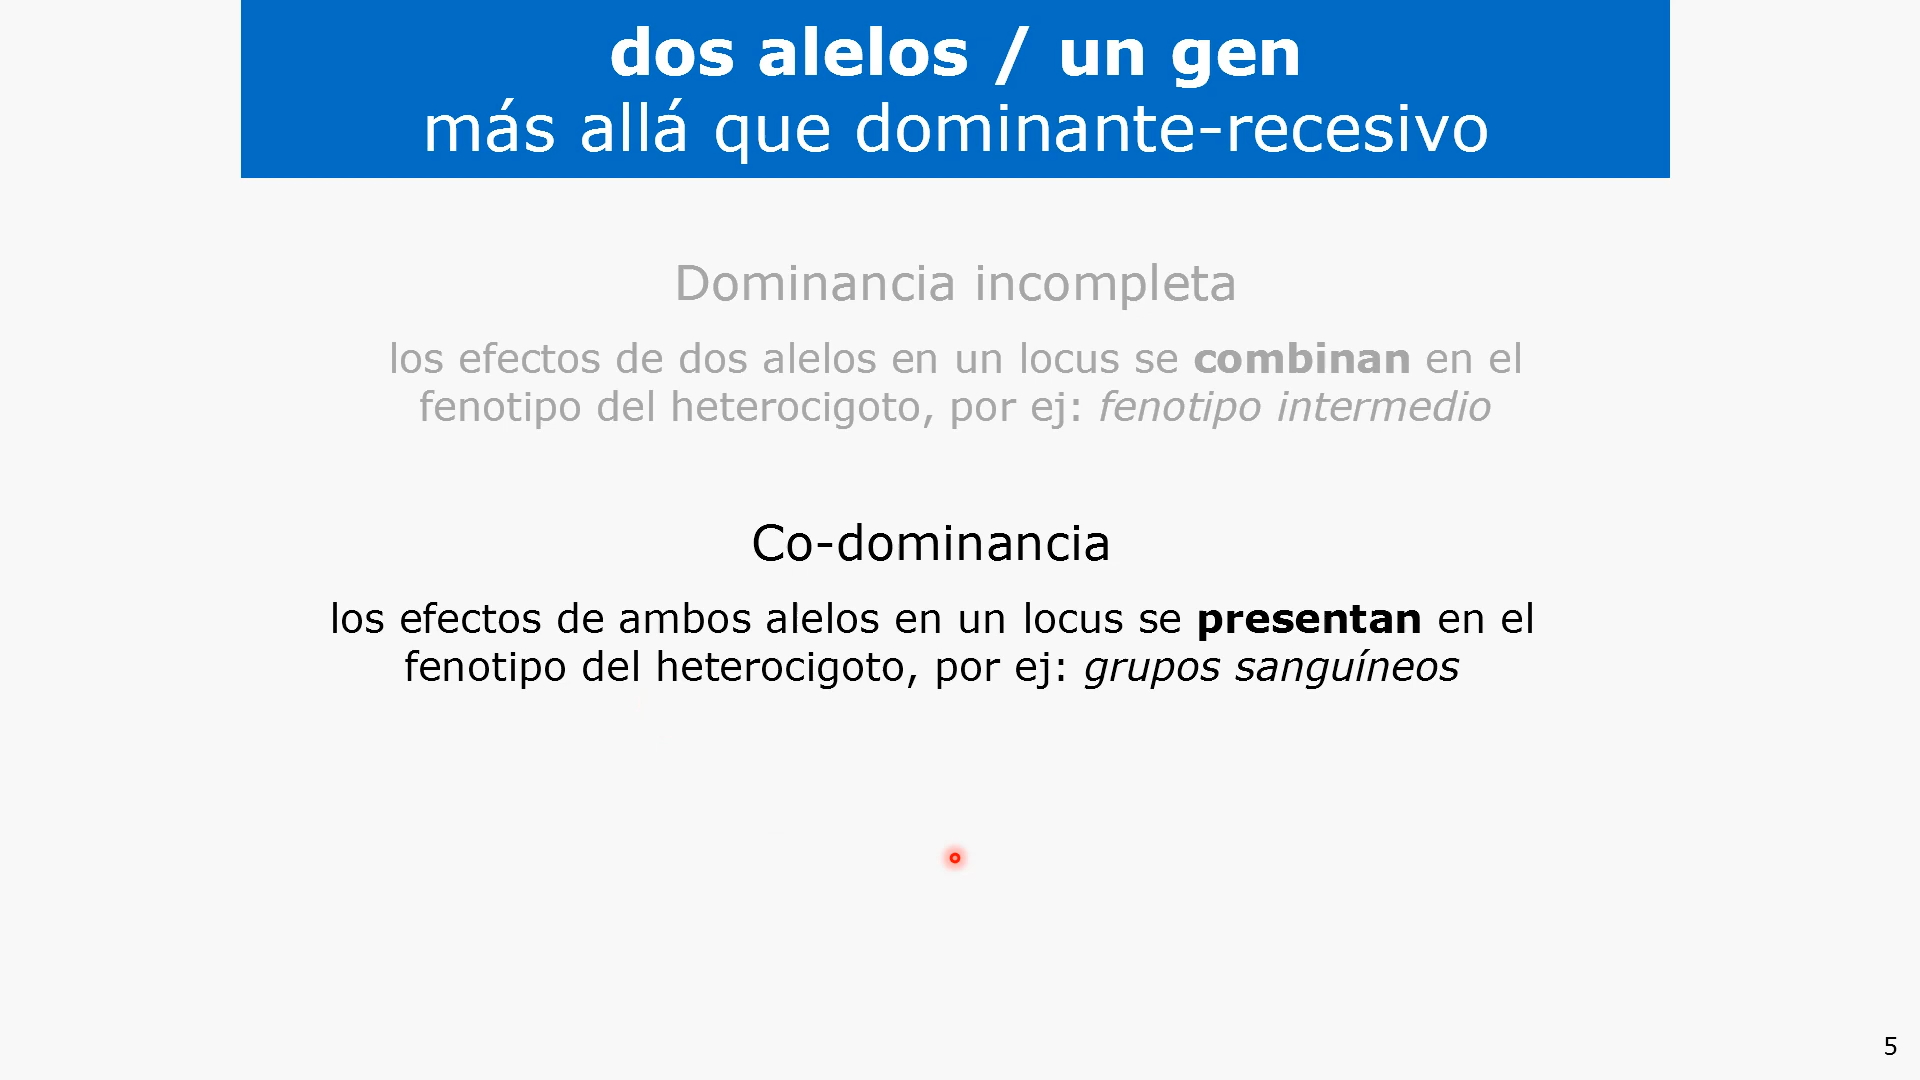 dos alelos / un gen
más allá que dominante-recesivo
Dominancia incompleta
los efectos de dos alelos en un locus se combinan en el
fenotipo del heterocigoto, por ej: fenotipo intermedio
Co-dominancia
los efectos de ambos alelos en un locus se presentan en el
fenotipo del heterocigoto, por ej: grupos sanguíneos
5